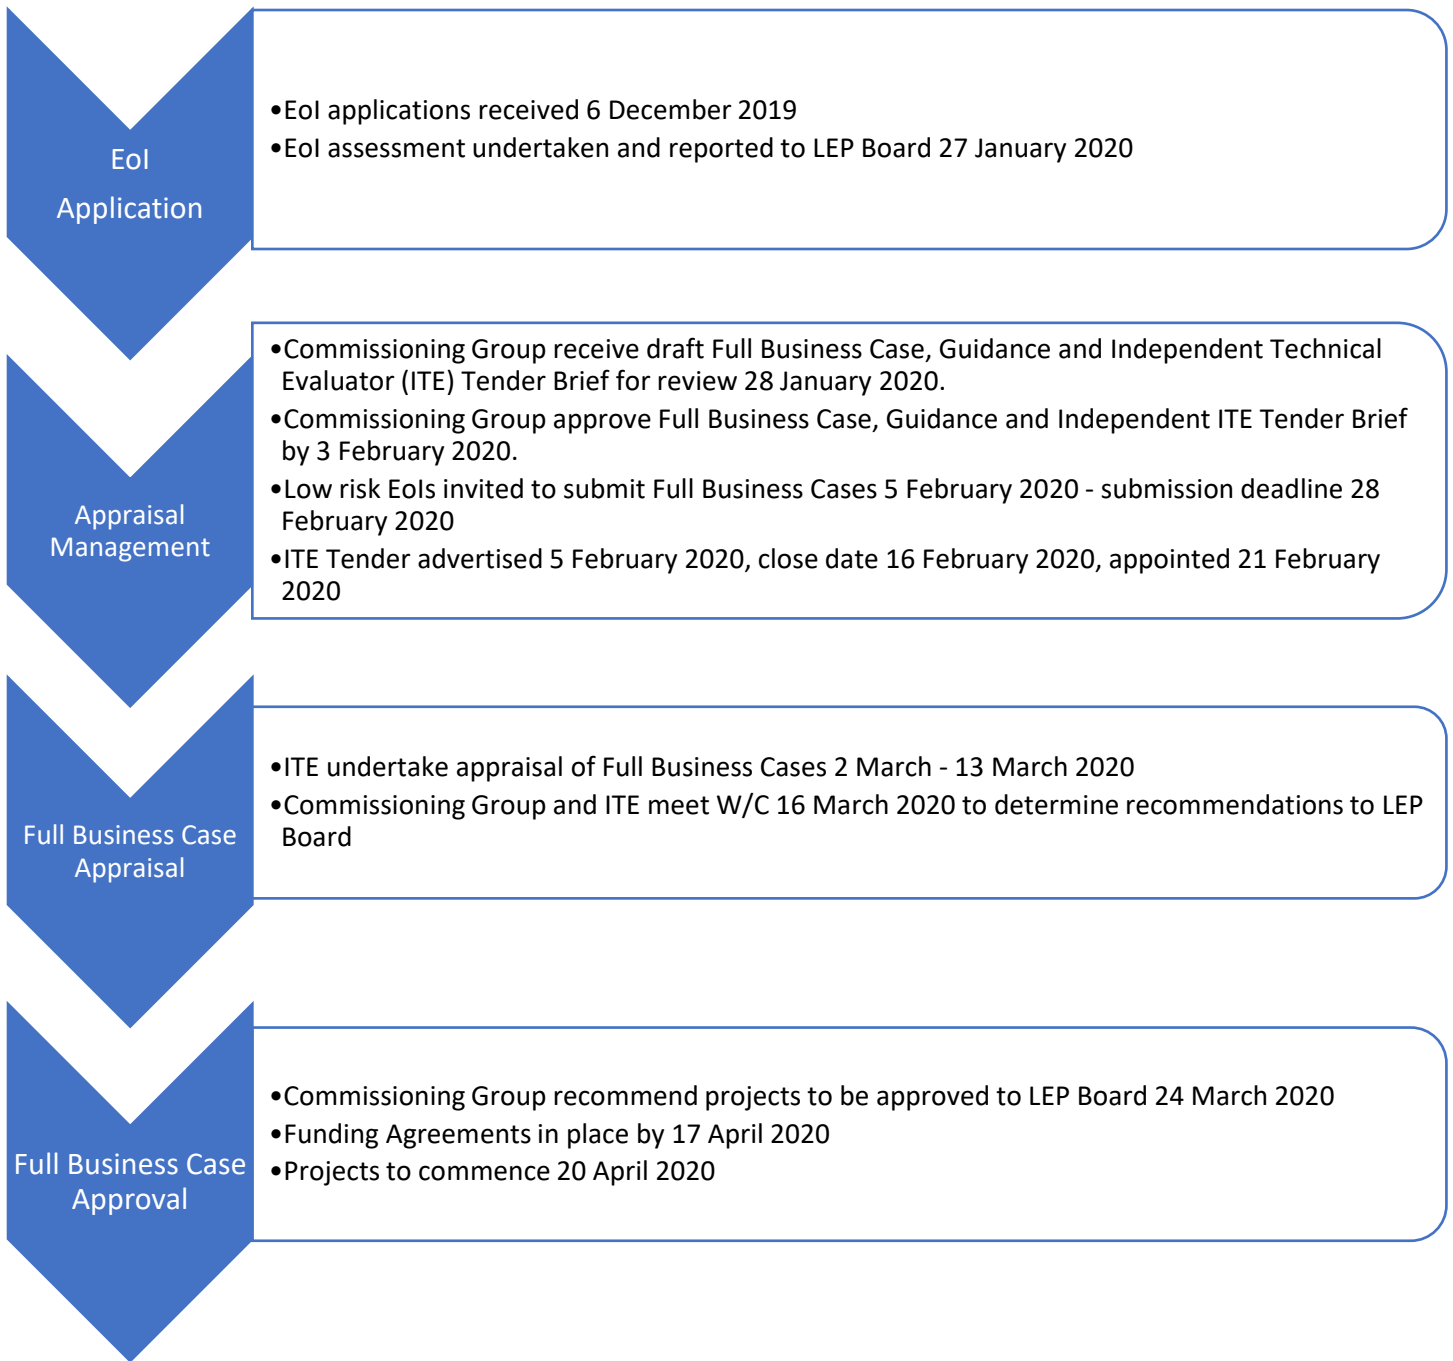 EoI
Application
•EoI applications received 6 December 2019
•EoI assessment undertaken and reported to LEP Board 27 January 2020
Appraisal
Management
•Commissioing Group receive draft Full Business Case, Guidance and Independent Technical
Evaluator (ITE) Tender Brief for review 28 January 2020.
•Commissioing Group approve Full Business Case, Guidance and Independent ITE Tender Brief
by 3 February 2020.
•Low risk EoIs invited to submit Full Business Cases 5 February 2020 - submission deadline 28
February 2020
•ITE Tender advertised 5 February 2020, close date 16 February 2020, appointed 21 February
2020
Full Business Case
Appraisal
•ITE undertake appraisal of Full Business Cases 2 March - 13 March 2020
•Commissioing Group and ITE meet W/C 16 March 2020 to determine recommendations to LEP
Board
Full Business Case
Approval
•Commissioing Group recommend projects to be approved to LEP Board 24 March 2020
•Funding Agreements in place by 17 April 2020
•Projects to commence 20 April 2020